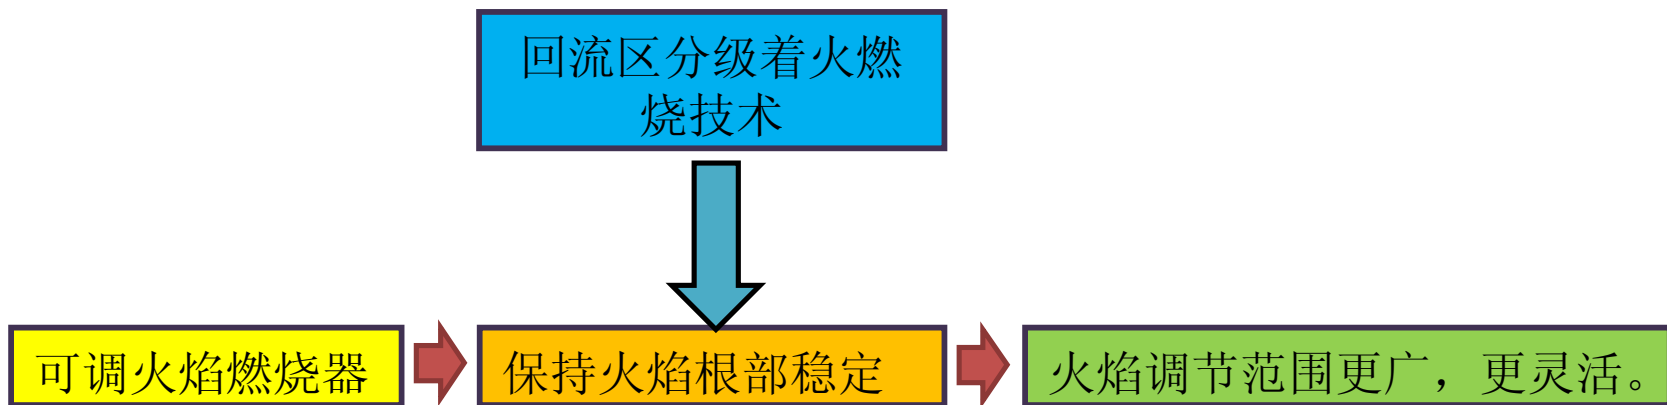 回流区分级着火燃
烧技术
可调火焰燃烧器
保持火焰根部稳定
火焰调节范围更广，更灵活。